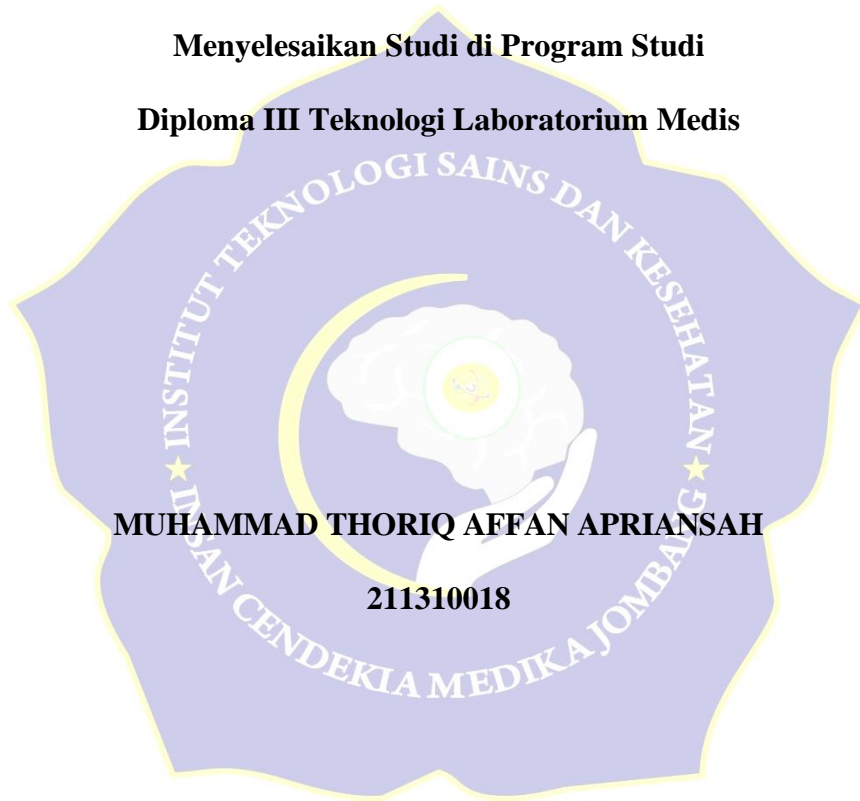 Menyelesaikan Studi di Program Studi
Diploma III Teknologi Laboratorium Medis
INSTITUT TEKNOLOGI SAINS DAN KESEHATAN
MUHAMMAD THORIQ AFFAN APRIANSAH
211310018
INSAN CENDEKIA MEDIKA JOMBANG